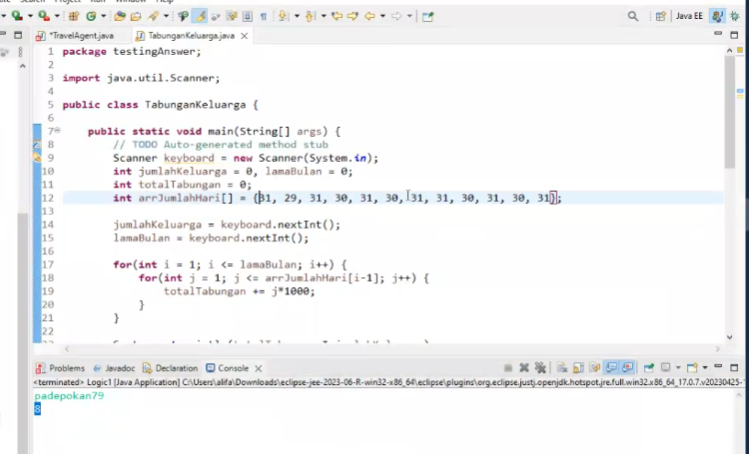 Java EE
*TravelAgent.java
TabunganKeluarga.java
1 package testingAnswer;
2
3 import java.util.Scanner;
4
5 public class TabunganKeluarga {
6
7 public static void main(String[] args) {
8 // TODO Auto-generated method stub
9 Scanner keyboard = new Scanner(System.in);
10 int jumlahKeluarga = 0, lamaBulan = 0;
11 int totalTabungan = 0;
12 int arrJumlahHari[] = {31, 29, 31, 30, 31, 30, 31, 31, 30, 31, 30, 31};
13
14 jumlahKeluarga = keyboard.nextInt();
15 lamaBulan = keyboard.nextInt();
16
17 for(int i = 1; i <= lamaBulan; i++) {
18 for(int j = 1; j <= arrJumlahHari[i-1]; j++) {
19 totalTabungan += j*1000;
20 }
21 }
22
Problems Javadoc Declaration Console
<terminated> Logic1 [Java Application] C:\Users\alifa\Downloads\eclipse-jee-2023-06-R-win32-x86_64\eclipse\plugins\org.eclipse.justj.openjdk.hotspot.jre.full.win32.x86_64_17.0.7.v20230425-
padepokan79
8